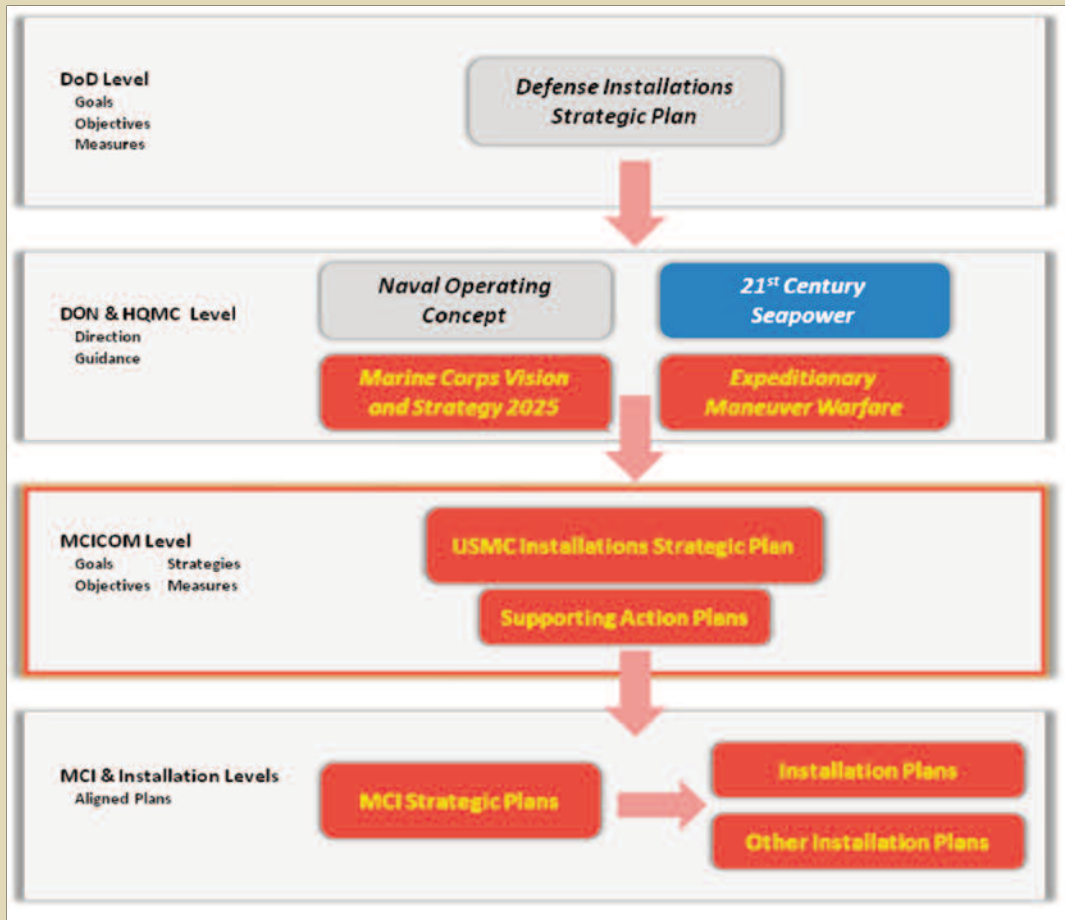 DoD Level
Goals
Objectives
Measures
Defense Installations
Strategic Plan
DON & HQMC Level
Direction
Guidance
Naval Operating
Concept
21st Century
Seapower
Marine Corps Vision
and Strategy 2025
Expeditionary
Maneuver Warfare
MCICOM Level
Goals Strategies
Objectives Measures
USMC Installations Strategic Plan
Supporting Action Plans
MCI & Installation Levels
Aligned Plans
MCI Strategic Plans
Installation Plans
Other Installation Plans